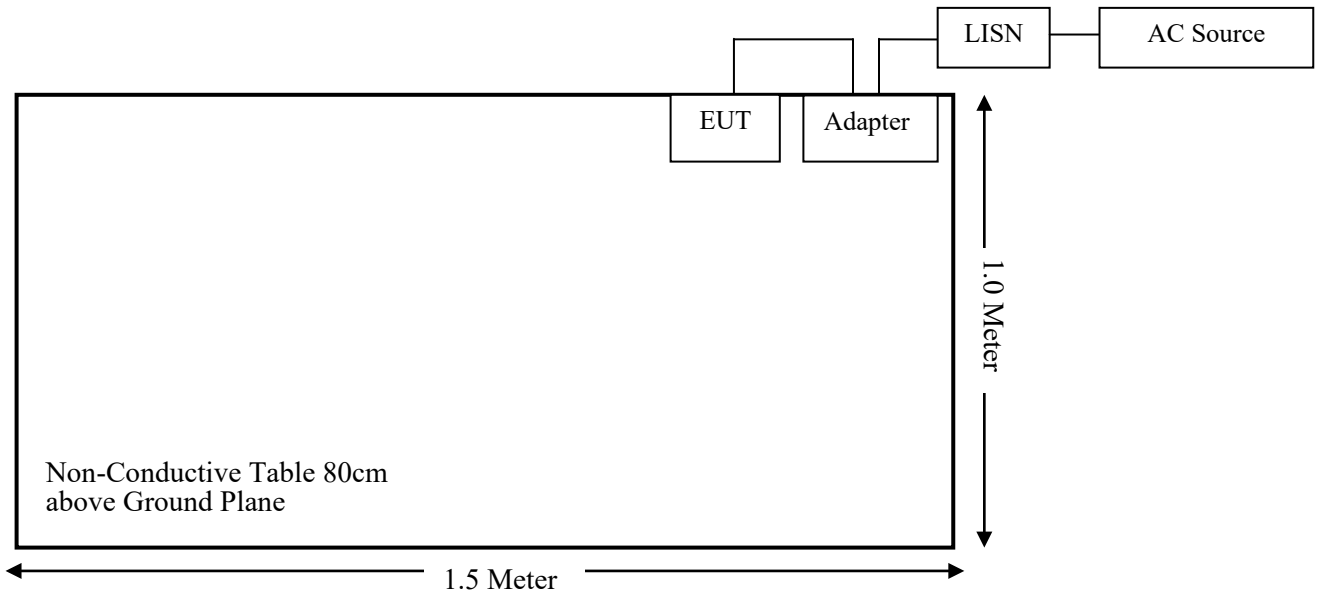 LISN
AC Source
EUT
Adapter
1.0 Meter
Non-Conductive Table 80cm
above Ground Plane
1.5 Meter